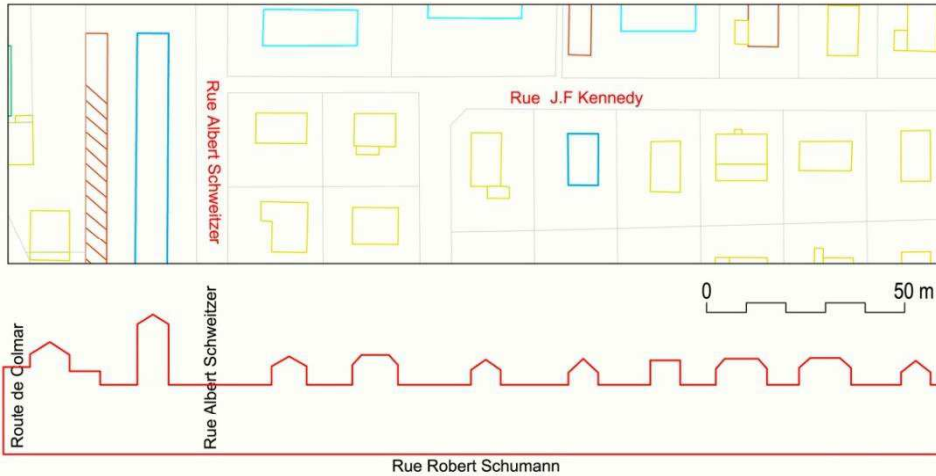 Rue J.F Kennedy
Rue Albert Schweitzer
0 50 m
Route de Colmar
Rue Albert Schweitzer
Rue Robert Schumann